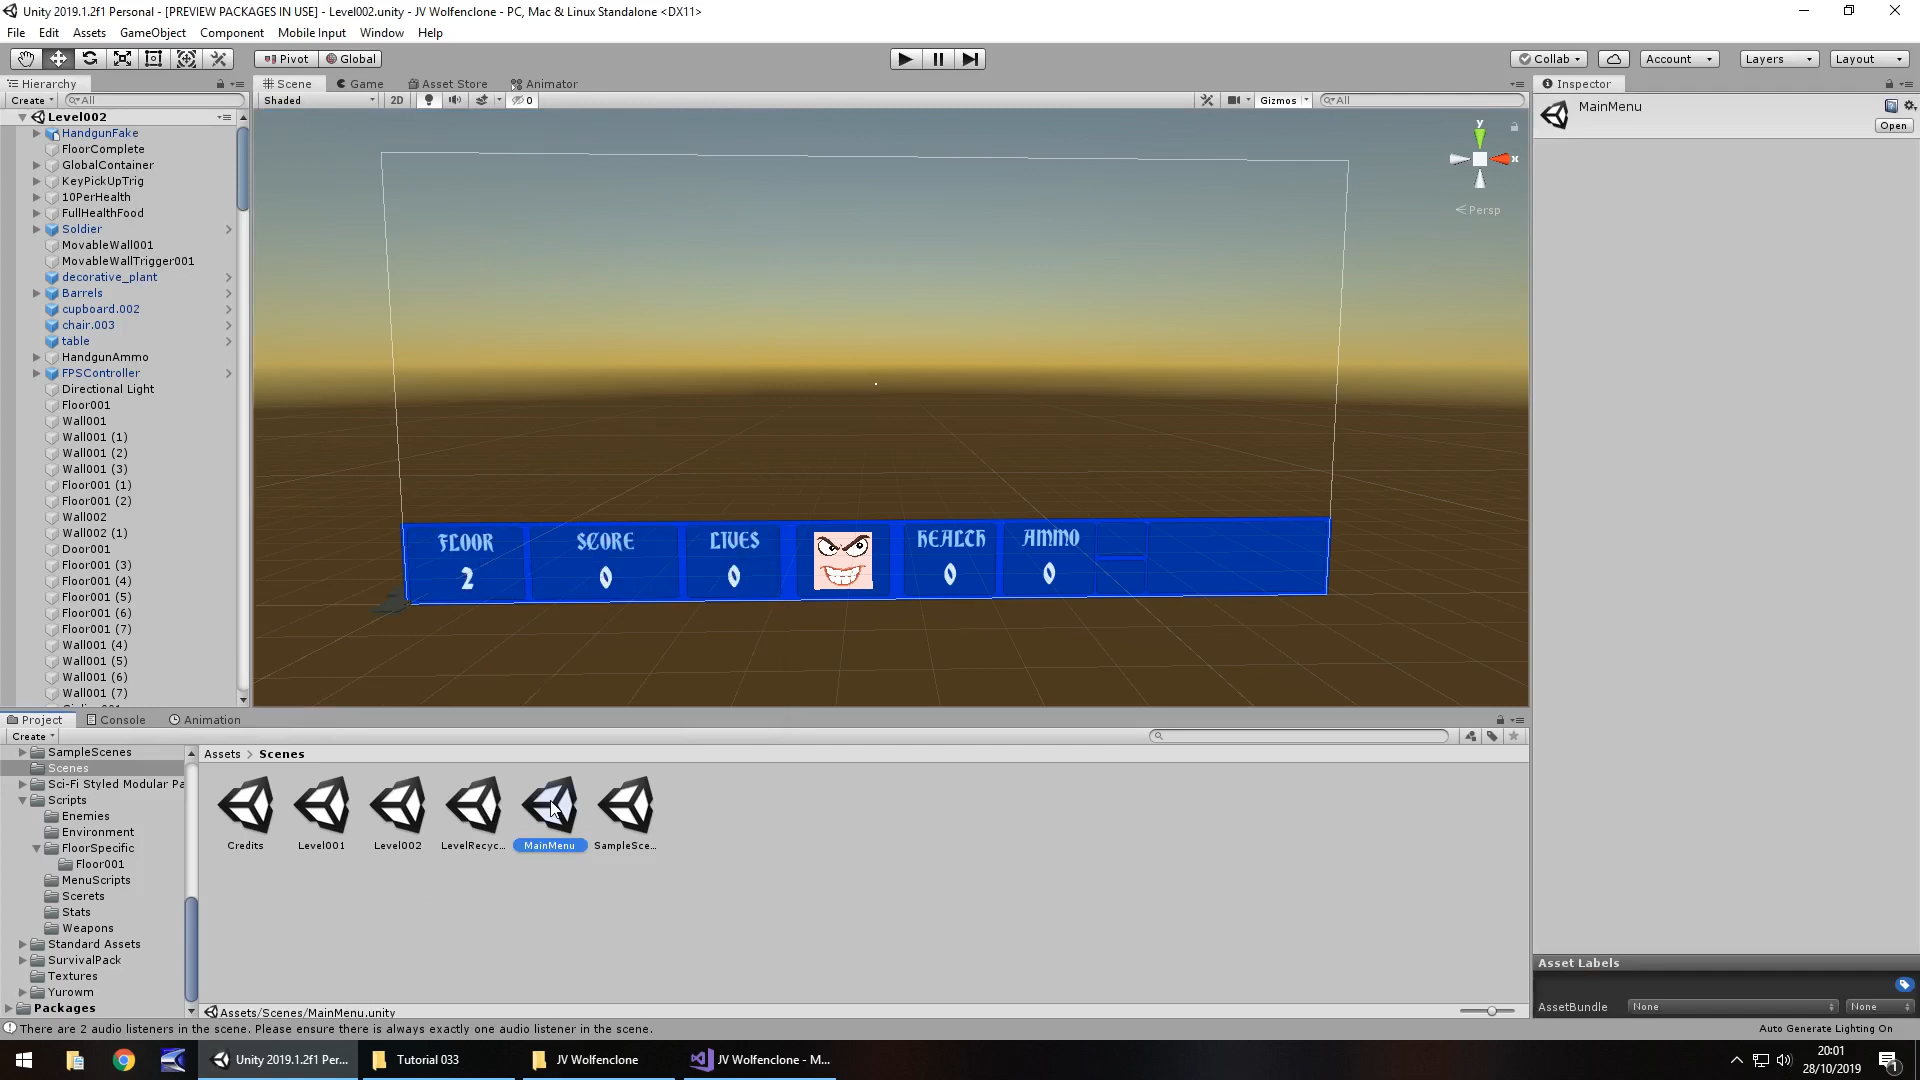 Unity 2019.1.2f1 Personal - [PREVIEW PACKAGES IN USE] - Level002.unity - JV Wolfenclone - PC, Mac & Linux Standalone <DX11>
File Edit Assets GameObject Component Mobile Input Window Help
Pivot Global Collab Account Layers Layout
Hierarchy Scene Game Asset Store Animator Inspector
Create All Shaded 2D 0 Gizmos All
MainMenu
Open
Level002
HandgunFake
FloorComplete
GlobalContainer
KeyPickUpTrig
10PerHealth
FullHealthFood
Soldier
MovableWall001
MovableWallTrigger001
decorative_plant
Barrels
cupboard.002
chair.003
table
HandgunAmmo
FPSController
Directional Light
Floor001
Wall001
Wall001 (1)
Wall001 (2)
Wall001 (3)
Floor001 (1)
Floor001 (2)
Wall002
Wall002 (1)
Door001
Floor001 (3)
Floor001 (4)
Floor001 (5)
Floor001 (6)
Floor001 (7)
Wall001 (4)
Wall001 (5)
Wall001 (6)
Wall001 (7)
y
x
Persp
FLOOR SCORE LIVES HEALTH AMMO
2 0 0 0 0
Project Console Animation
Create
SampleScenes
Scenes
Sci-Fi Styled Modular Pa
Scripts
Enemies
Environment
FloorSpecific
Floor001
MenuScripts
Scerets
Stats
Weapons
Standard Assets
SurvivalPack
Textures
Yurowm
Packages
Assets > Scenes
Credits Level001 Level002 LevelRecyc... MainMenu SampleSce...
Assets/Scenes/MainMenu.unity
Asset Labels
AssetBundle None None
There are 2 audio listeners in the scene. Please ensure there is always exactly one audio listener in the scene.
Auto Generate Lighting On
Unity 2019.1.2f1 Per... Tutorial 033 JV Wolfenclone JV Wolfenclone - M...
20:01
28/10/2019
1